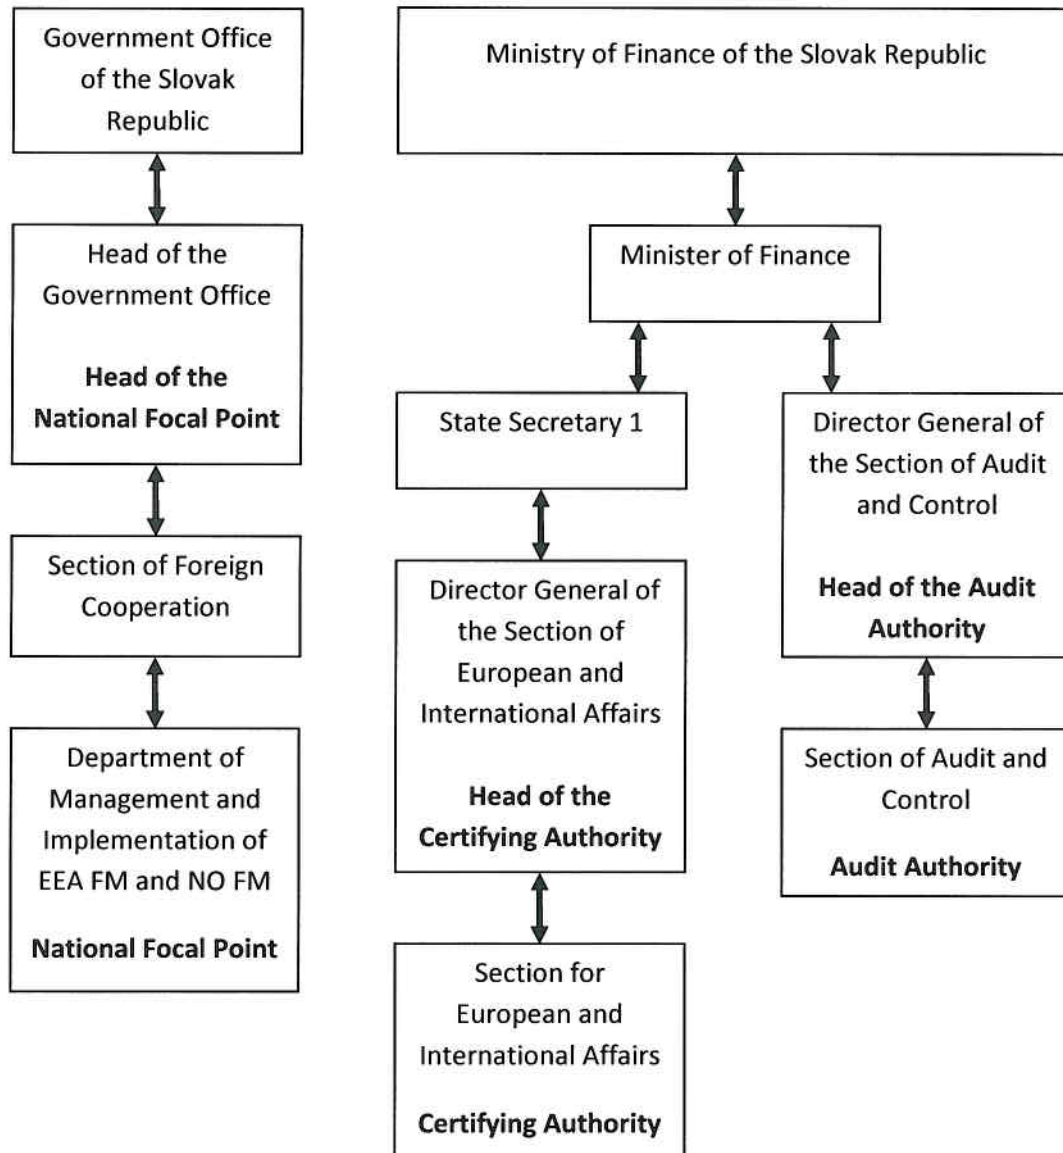 Government Office
of the Slovak
Republic
Head of the
Government Office
Head of the
National Focal Point
Section of Foreign
Cooperation
Department of
Management and
Implementation of
EEA FM and NO FM
National Focal Point
Ministry of Finance of the Slovak Republic
Minister of Finance
State Secretary 1
Director General of
the Section of
European and
International Affairs
Head of the
Certifying Authority
Section for
European and
International Affairs
Certifying Authority
Director General of
the Section of Audit
and Control
Head of the Audit
Authority
Section of Audit and
Control
Audit Authority